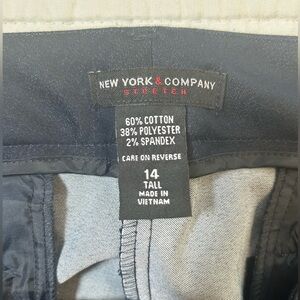 NEW YORK & COMPANY
STRETCH
60% COTTON
38% POLYESTER
2% SPANDEX
CARE ON REVERSE
14
TALL
MADE IN
VIETNAM